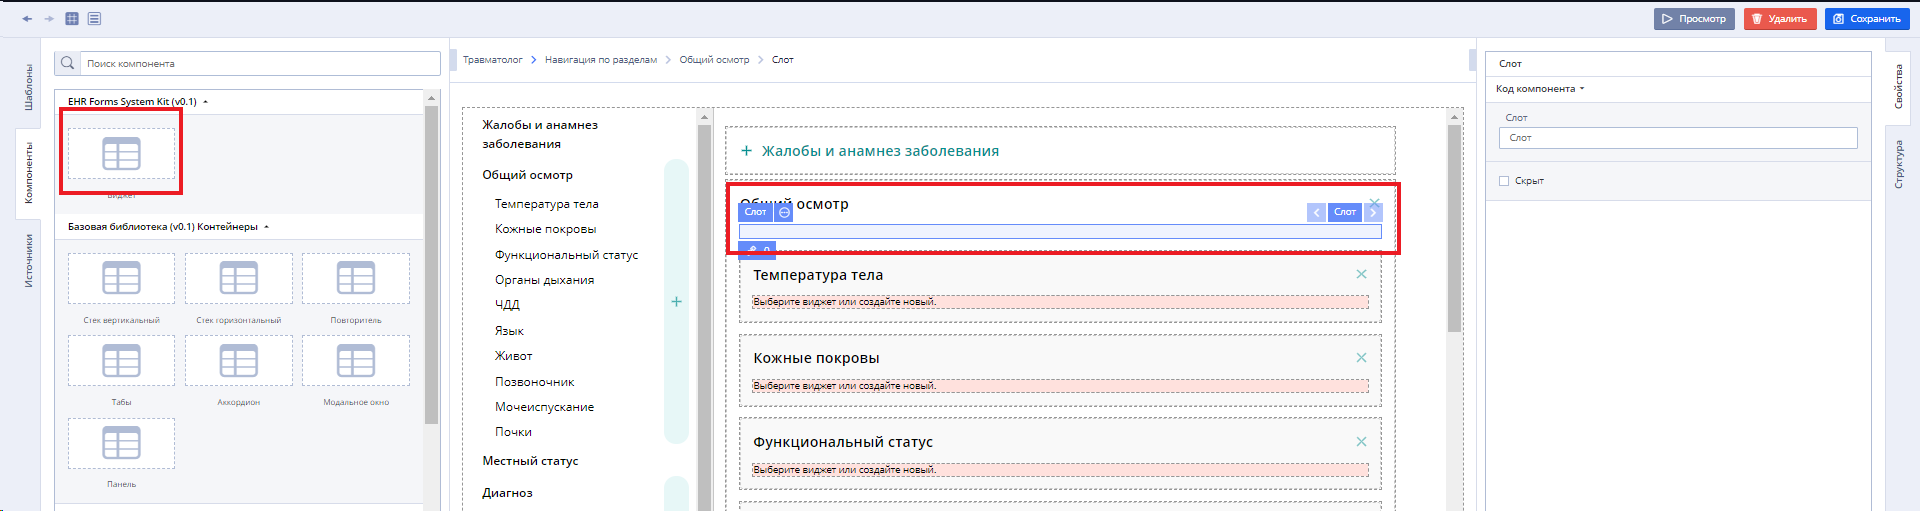 Просмотр
Удалить
Сохранить
Шаблоны
Компоненты
Источники
Поиск компонента
EHR Forms System Kit (v0.1)
Виджет
Базовая библиотека (v0.1) Контейнеры
Стек вертикальный
Стек горизонтальный
Повторитель
Табы
Аккордион
Модальное окно
Панель
Травматолог > Навигация по разделам > Общий осмотр > Слот
Жалобы и анамнез
заболевания
Общий осмотр
Температура тела
Кожные покровы
Функциональный статус
Органы дыхания
ЧДД
Язык
Живот
Позвоночник
Мочеиспускание
Почки
Местный статус
Диагноз
+
+ Жалобы и анамнез заболевания
Общий осмотр
Слот
Слот
Температура тела
Выберите виджет или создайте новый.
Кожные покровы
Выберите виджет или создайте новый.
Функциональный статус
Выберите виджет или создайте новый.
Слот
Код компонента
Слот
Слот
Скрыт
Свойства
Структура